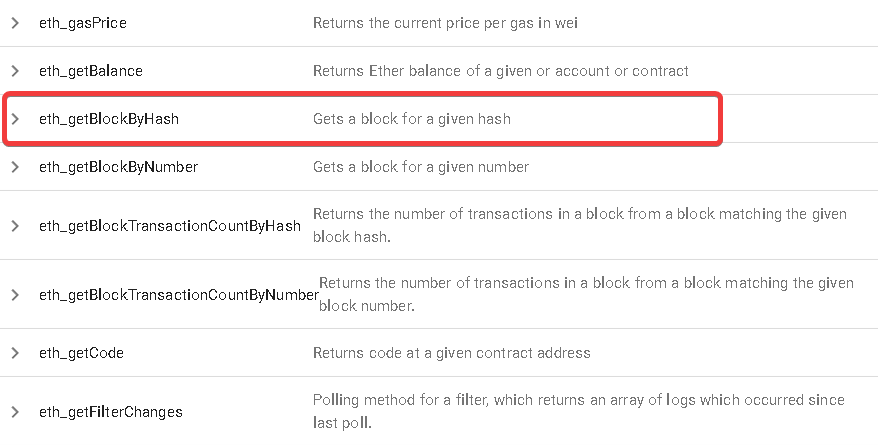 eth_gasPrice Returns the current price per gas in wei
eth_getBalance Returns Ether balance of a given or account or contract
eth_getBlockByHash Gets a block for a given hash
eth_getBlockByNumber Gets a block for a given number
eth_getBlockTransactionCountByHash Returns the number of transactions in a block from a block matching the given
block hash.
eth_getBlockTransactionCountByNumber Returns the number of transactions in a block from a block matching the given
block number.
eth_getCode Returns code at a given contract address
eth_getFilterChanges Polling method for a filter, which returns an array of logs which occurred since
last poll.